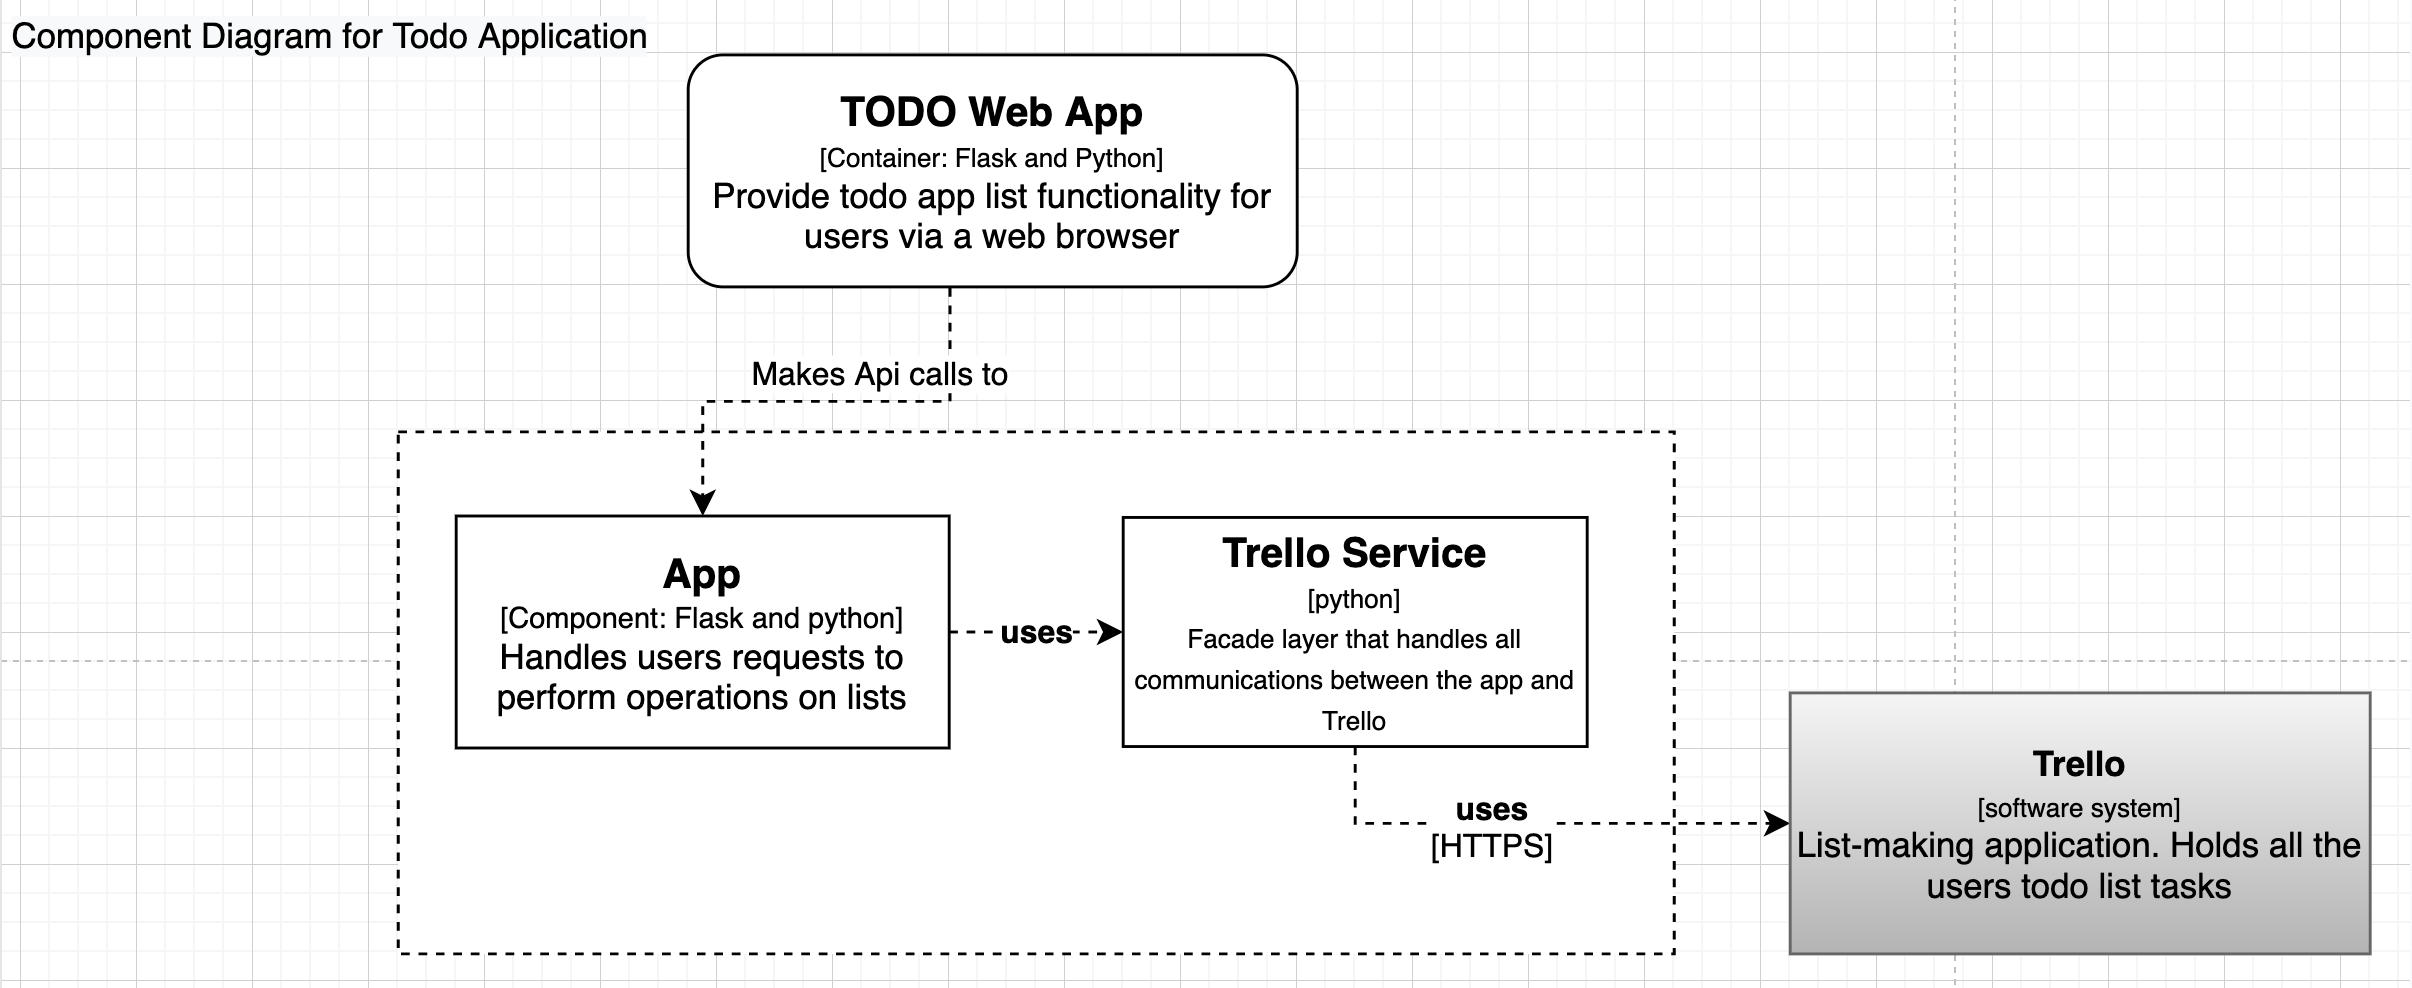 Component Diagram for Todo Application
TODO Web App
[Container: Flask and Python]
Provide todo app list functionality for
users via a web browser
Makes Api calls to
App
[Component: Flask and python]
Handles users requests to
perform operations on lists
uses
Trello Service
[python]
Facade layer that handles all
communications between the app and
Trello
uses
[HTTPS]
Trello
[software system]
List-making application. Holds all the
users todo list tasks